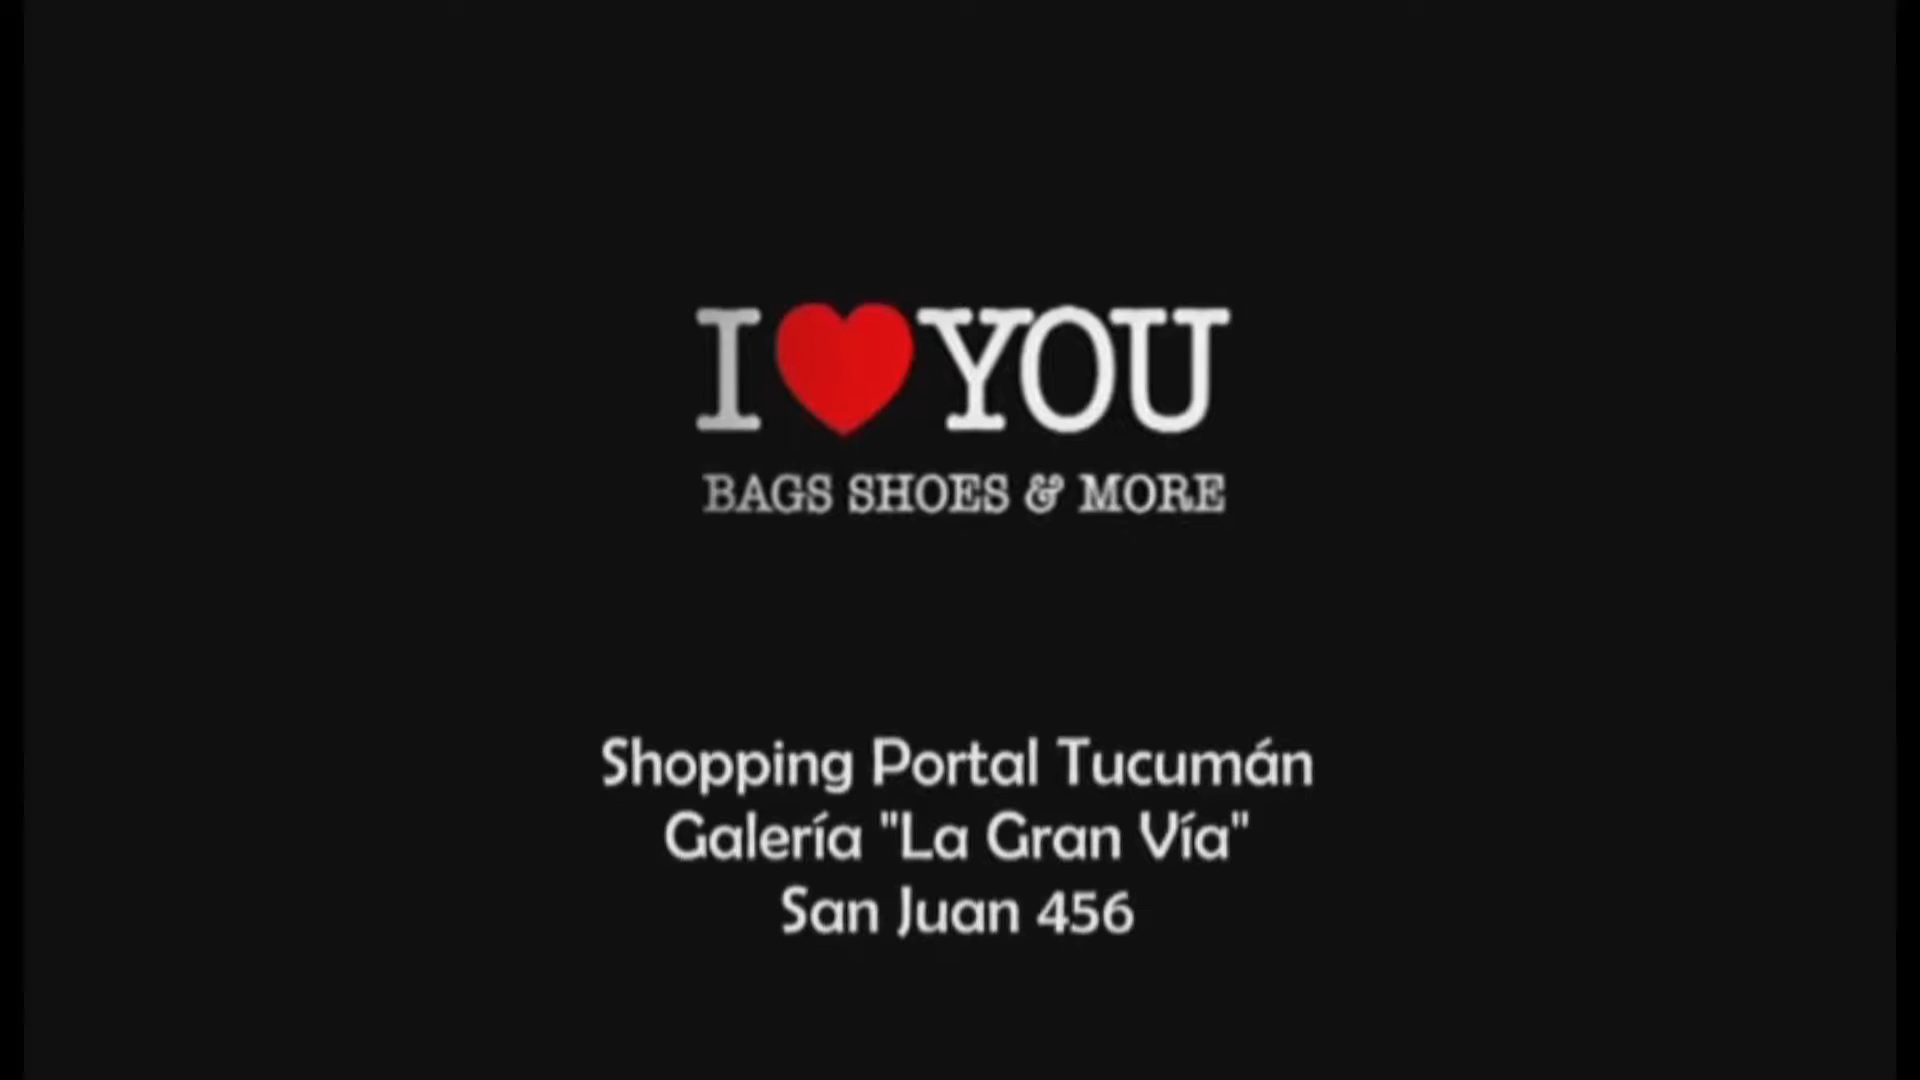 I ❤ YOU
BAGS SHOES & MORE
Shopping Portal Tucumán
Galería "La Gran Vía"
San Juan 456